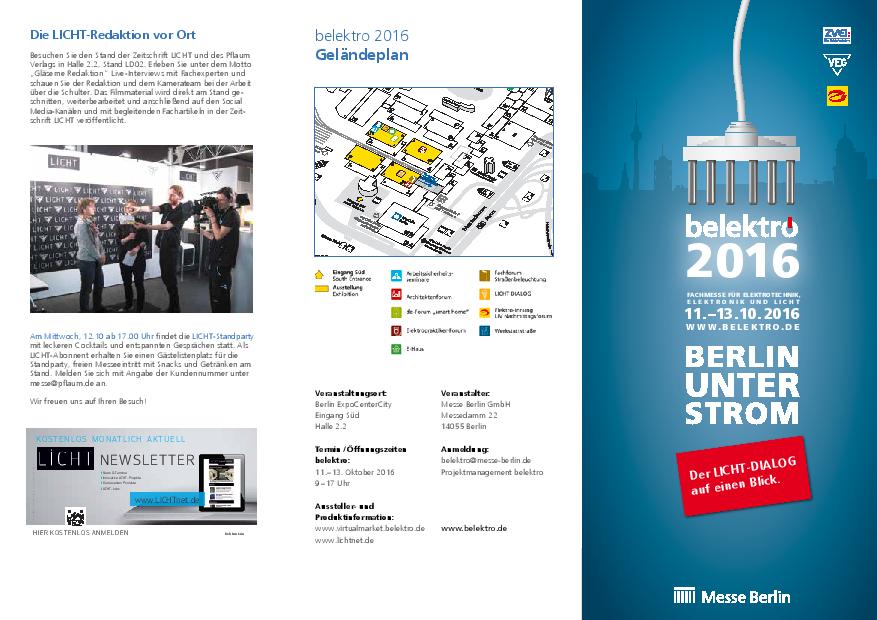 Die LICHT-Redaktion vor Ort
Besuchen Sie den Stand der Zeitschrift LICHT und des Pflaum
Verlags in Halle 2.2, Stand LD02. Erleben Sie unter dem Motto
„Gläserne Redaktion“ Live-Interviews mit Fachexperten und
schauen Sie der Redaktion und dem Kamerateam bei der Arbeit
über die Schulter. Das Filmmaterial wird direkt am Stand ge-
schnitten, weiterbearbeitet und anschließend auf den Social
Media-Kanälen und mit begleitenden Fachartikeln in der Zeit-
schrift LICHT veröffentlicht.
LICHT
Am Mittwoch, 12.10 ab 17.00 Uhr findet die LICHT-Standparty
mit leckeren Cocktails und entspannten Gesprächen statt. Als
LICHT-Abonnent erhalten Sie einen Gästelistenplatz für die
Standparty, freien Messeeintritt mit Snacks und Getränken am
Stand. Melden Sie sich mit Angabe der Kundennummer unter
messe@pflaum.de an.
Wir freuen uns auf Ihren Besuch!
KOSTENLOS MONATLICH AKTUELL
LICHT NEWSLETTER
www.LICHTnet.de
HIER KOSTENLOS ANMELDEN
belektro 2016
Geländeplan
Eingang Süd
South Entrance
Ausstellung
Exhibition
Arbeitssicherheits-
seminare
Architektenforum
de-Forum „smart home“
Elektropraktikerforum
E-Haus
Fachforum
Straßenbeleuchtung
LICHT-DIALOG
Elektro-Innung
Werkstattstraße
Veranstaltungsort:
Berlin ExpoCenterCity
Eingang Süd
Halle 2.2
Termin / Öffnungszeiten
belektro:
11.–13. Oktober 2016
9–17 Uhr
Aussteller- und
Produktinformation:
www.virtualmarket.belektro.de
www.lichtnet.de
Veranstalter:
Messe Berlin GmbH
Messedamm 22
14055 Berlin
Anmeldung:
belektro@messe-berlin.de
Projektmanagement belektro
www.belektro.de
ZVEI:
VEG
belektro
2016
FACHMESSE FÜR ELEKTROTECHNIK,
ELEKTRONIK UND LICHT
11.–13.10.2016
WWW.BELEKTRO.DE
BERLIN
UNTER
STROM
Der LICHT-DIALOG
auf einen Blick.
Messe Berlin